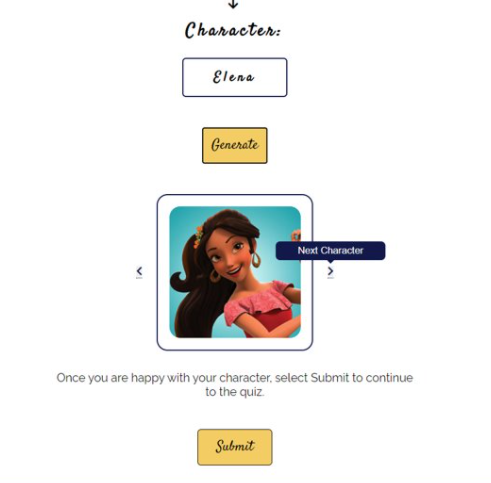 Character:
Elena
Generate
Next Character
Once you are happy with your character, select Submit to continue
to the quiz.
Submit